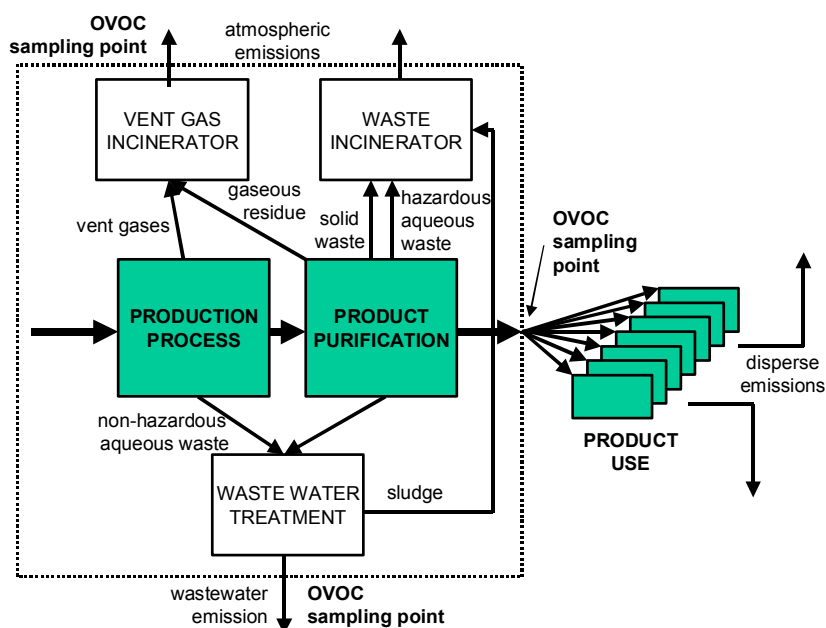 OVOC
sampling point
atmospheric
emissions
VENT GAS
INCINERATOR
WASTE
INCINERATOR
gaseous
residue
vent gases
solid
waste
hazardous
aqueous
waste
OVOC
sampling
point
PRODUCTION
PROCESS
PRODUCT
PURIFICATION
disperse
emissions
non-hazardous
aqueous waste
PRODUCT
USE
WASTE WATER
TREATMENT
sludge
wastewater
emission
OVOC
sampling point